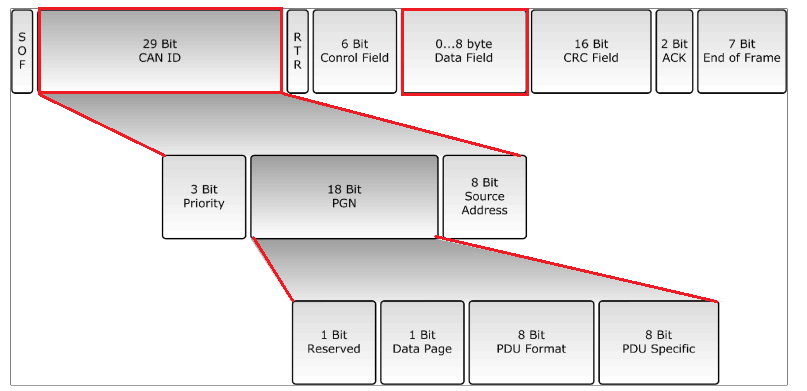 S
O
F
29 Bit
CAN ID
R
T
R
6 Bit
Conrol Field
0...8 byte
Data Field
16 Bit
CRC Field
2 Bit
ACK
7 Bit
End of Frame
3 Bit
Priority
18 Bit
PGN
8 Bit
Source
Address
1 Bit
Reserved
1 Bit
Data Page
8 Bit
PDU Format
8 Bit
PDU Specific